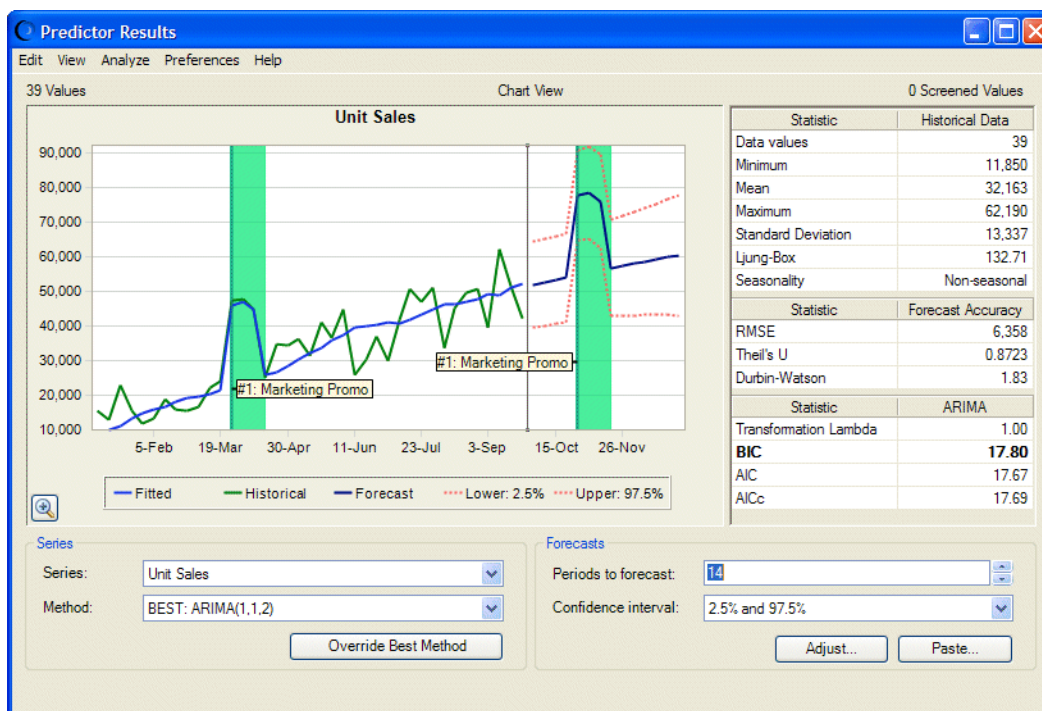 Predictor Results
Edit View Analyze Preferences Help
39 Values Chart View 0 Screened Values
Unit Sales
90,000
80,000
70,000
60,000
50,000
40,000
30,000
20,000
10,000
#1: Marketing Promo
#1: Marketing Promo
5-Feb 19-Mar 30-Apr 11-Jun 23-Jul 3-Sep 15-Oct 26-Nov
Fitted Historical Forecast Lower: 2.5% Upper: 97.5%
Statistic Historical Data
Data values 39
Minimum 11,850
Mean 32,163
Maximum 62,190
Standard Deviation 13,337
Ljung-Box 132.71
Seasonality Non-seasonal
Statistic Forecast Accuracy
RMSE 6,358
Theil's U 0.8723
Durbin-Watson 1.83
Statistic ARIMA
Transformation Lambda 1.00
BIC 17.80
AIC 17.67
AICc 17.69
Series
Series: Unit Sales
Method: BEST: ARIMA(1,1,2)
Override Best Method
Forecasts
Periods to forecast: 14
Confidence interval: 2.5% and 97.5%
Adjust... Paste...